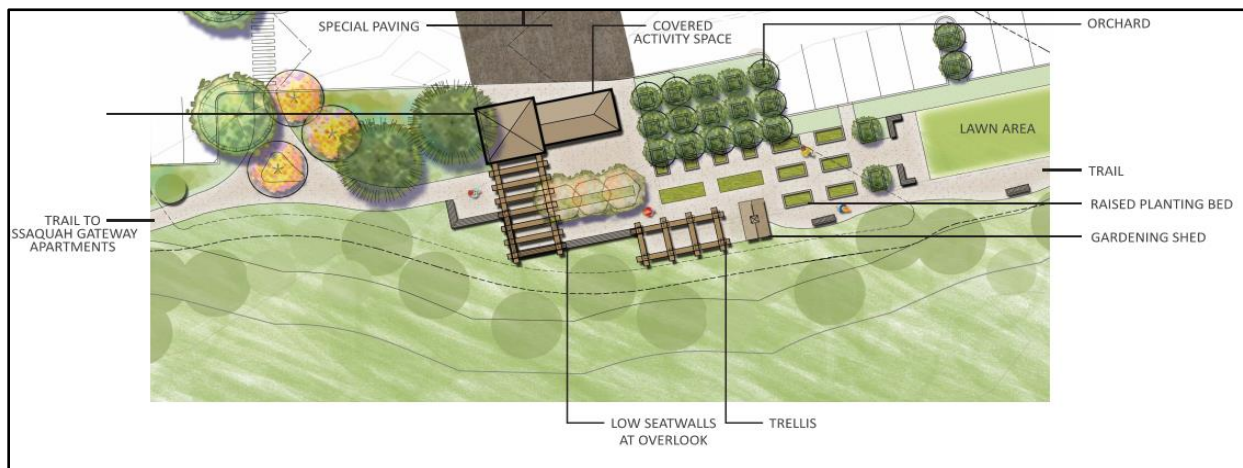 SPECIAL PAVING
COVERED
ACTIVITY SPACE
ORCHARD
LAWN AREA
TRAIL
RAISED PLANTING BED
GARDENING SHED
TRAIL TO
SSAQUAH GATEWAY
APARTMENTS
LOW SEATWALLS
AT OVERLOOK
TRELLIS